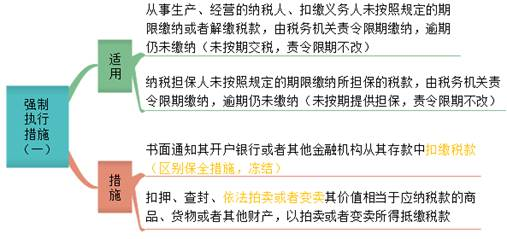 强制
执行
措施
（一）
适
用
从事生产、经营的纳税人、扣缴义务人未按照规定的期
限缴纳或者解缴税款，由税务机关责令限期缴纳，逾期
仍未缴纳（未按期交税，责令限期不改）
纳税担保人未按照规定的期限缴纳所担保的税款，由税务机关责
令限期缴纳，逾期仍未缴纳（未按期提供担保，责令限期不改）
措
施
书面通知其开户银行或者其他金融机构从其存款中扣缴税款
（区别保全措施，冻结）
扣押、查封、依法拍卖或者变卖其价值相当于应纳税款的商
品、货物或者其他财产，以拍卖或者变卖所得抵缴税款